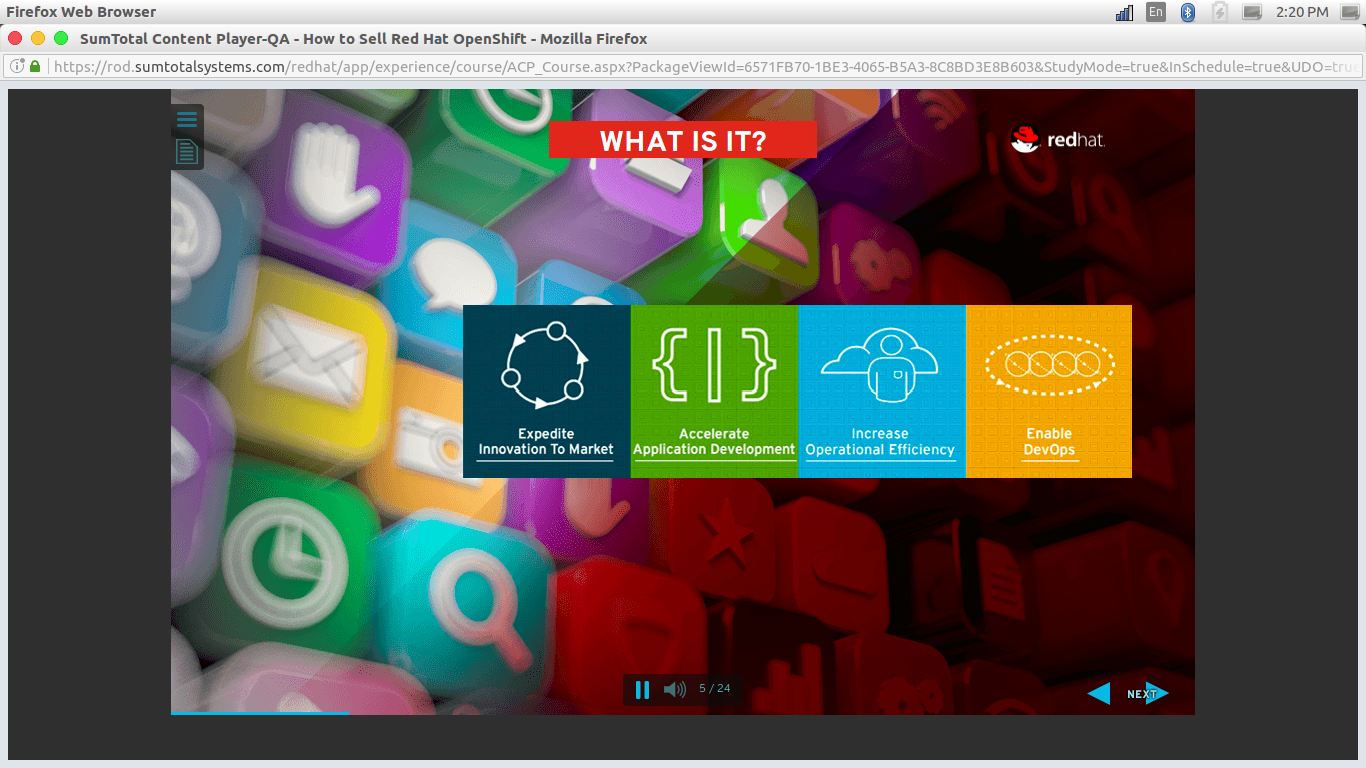 Firefox Web Browser
En
2:20 PM
SumTotal Content Player-QA - How to Sell Red Hat OpenShift - Mozilla Firefox
https://rod.sumtotalsystems.com/redhat/app/experience/course/ACP_Course.aspx?PackageViewId=6571FB70-1BE3-4065-B5A3-8C8BD3E8B603&StudyMode=true&InSchedule=true&UDO=true
WHAT IS IT?
redhat.
Expedite
Innovation To Market
Accelerate
Application Development
Increase
Operational Efficiency
Enable
DevOps
5 / 24
NEXT